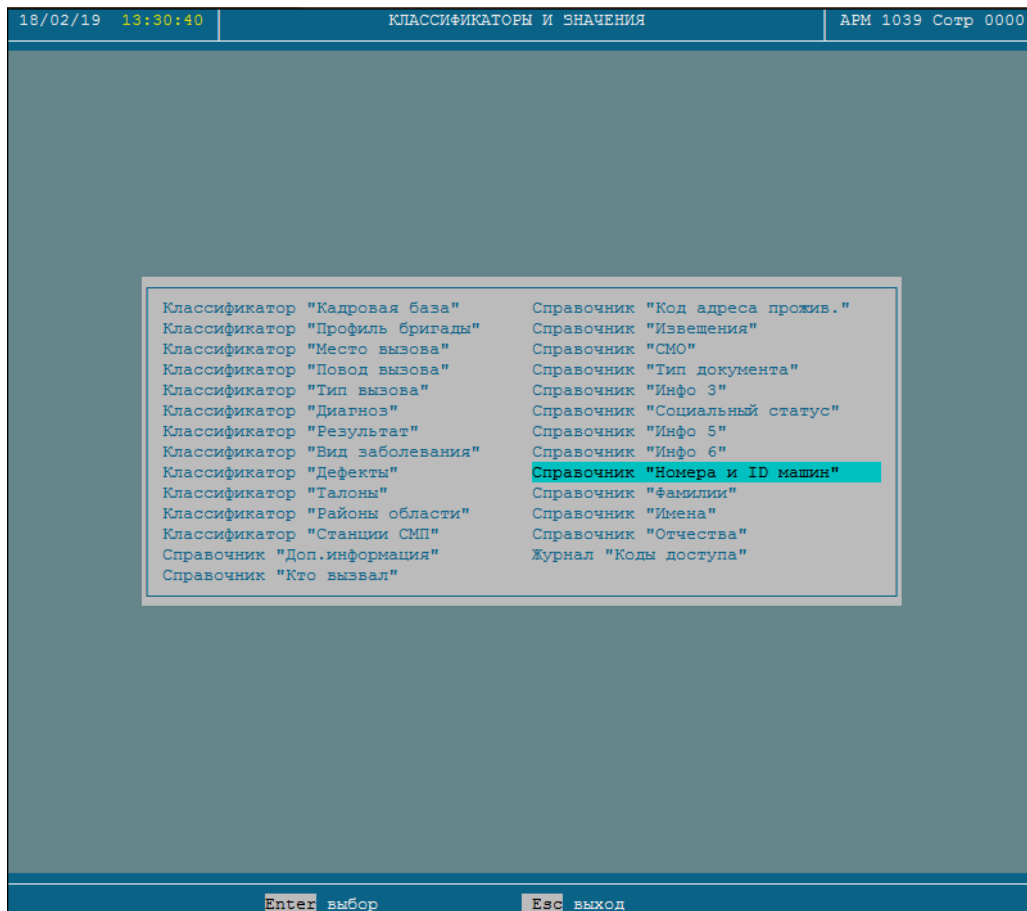 18/02/19 13:30:40 КЛАССИФИКАТОРЫ И ЗНАЧЕНИЯ АРМ 1039 Сотр 0000
Классификатор "Кадровая база" Справочник "Код адреса прожив."
Классификатор "Профиль бригады" Справочник "Извещения"
Классификатор "Место вызова" Справочник "СМО"
Классификатор "Повод вызова" Справочник "Тип документа"
Классификатор "Тип вызова" Справочник "Инфо 3"
Классификатор "Диагноз" Справочник "Социальный статус"
Классификатор "Результат" Справочник "Инфо 5"
Классификатор "Вид заболевания" Справочник "Инфо 6"
Классификатор "Дефекты" Справочник "Номера и ID машин"
Классификатор "Талоны" Справочник "Фамилии"
Классификатор "Районы области" Справочник "Имена"
Классификатор "Станции СМП" Справочник "Отчества"
Справочник "Доп.информация" Журнал "Коды доступа"
Справочник "Кто вызвал"
Enter выбор Esc выход